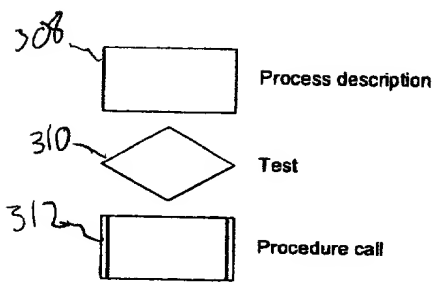 308
Process description
310
Test
312
Procedure call